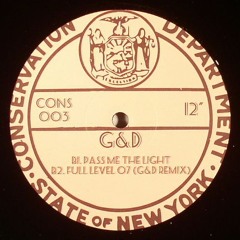 CONSERVATION DEPARTMENT
CONS
003
12"
G&D
B1. PASS ME THE LIGHT
B2. FULL LEVEL 07 (G&D REMIX)
• STATE OF NEW YORK •